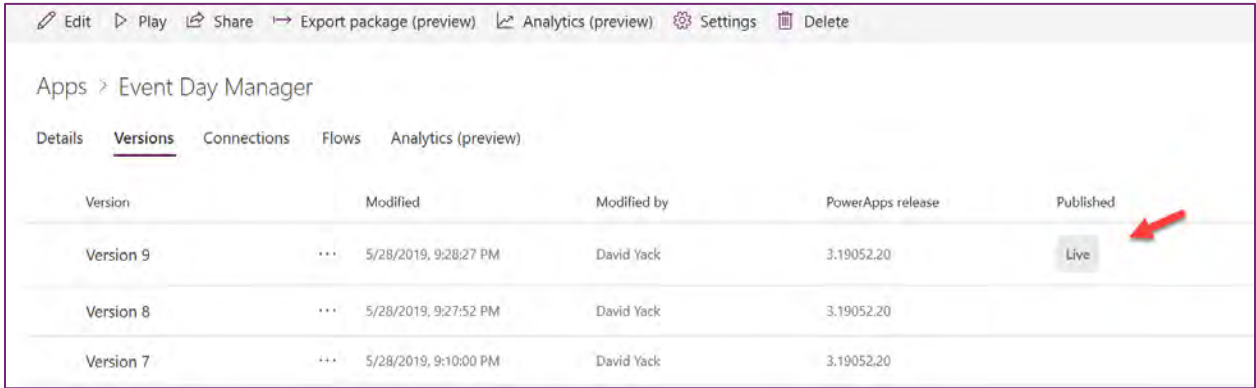 Edit Play Share Export package (preview) Analytics (preview) Settings Delete
Apps > Event Day Manager
Details Versions Connections Flows Analytics (preview)
Version Modified Modified by PowerApps release Published
Version 9 ... 5/28/2019, 9:28:27 PM David Yack 3.19052.20 Live
Version 8 ... 5/28/2019, 9:27:52 PM David Yack 3.19052.20
Version 7 ... 5/28/2019, 9:10:00 PM David Yack 3.19052.20